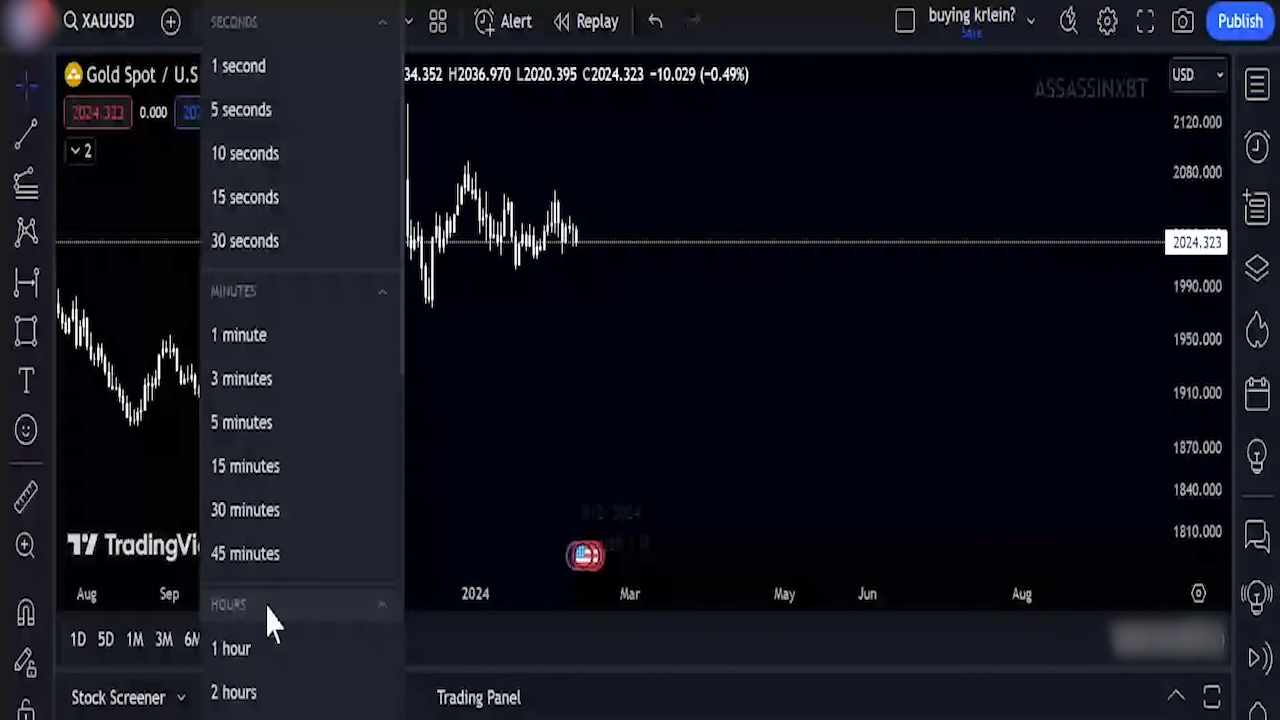 XAUUSD
SECONDS
Alert
Replay
buying krlein?
Save
Publish
1 second
5 seconds
10 seconds
15 seconds
30 seconds
MINUTES
1 minute
3 minutes
5 minutes
15 minutes
30 minutes
45 minutes
HOURS
1 hour
2 hours
Gold Spot / U.S
34.352 H2036.970 L2020.395 C2024.323 −10.029 (−0.49%)
2024.323
0.000
2
ASSASSINXBT
USD
2120.000
2080.000
2024.323
1990.000
1950.000
1910.000
1870.000
1840.000
1810.000
TradingVi
Aug Sep 2024 Mar May Jun Aug
1D 5D 1M 3M 6M
Stock Screener
Trading Panel